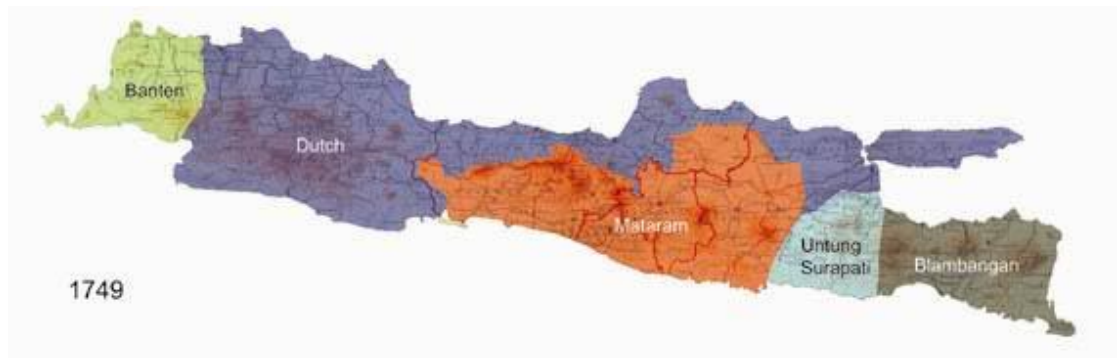 Banten
Dutch
Mataram
Untung
Surapati
Blambangan
1749